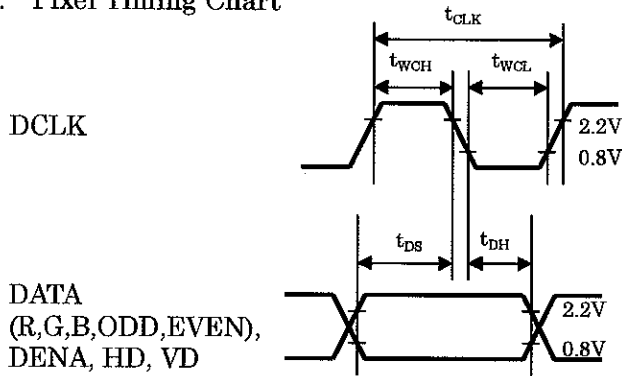 Pixel Timing Chart
tCLK
tWCH
tWCL
DCLK
2.2V
0.8V
tDS
tDH
DATA
(R,G,B,ODD,EVEN),
DENA, HD, VD
2.2V
0.8V